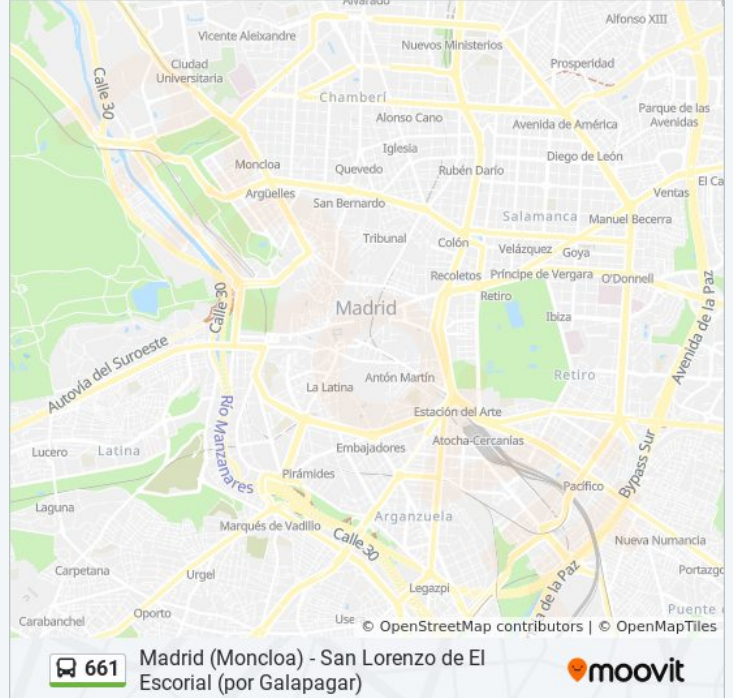 Alvarado
Alfonso XIII
Vicente Aleixandre
Nuevos Ministerios
Ciudad
Universitaria
Prosperidad
Calle 30
Chamberí
Parque de las
Avenidas
Alonso Cano
Avenida de América
Iglesia
Diego de León
Moncloa
Quevedo
Rubén Darío
El Ca
Argüelles
Ventas
San Bernardo
Salamanca
Manuel Becerra
Tribunal
Colón
Velázquez
Goya
Recoletos
Príncipe de Vergara
O'Donnell
Calle 30
Retiro
Madrid
Ibiza
Avenida de la Paz
Autovía del Suroeste
Retiro
Antón Martín
La Latina
Estación del Arte
Río Manzanares
Atocha-Cercanías
Lucero
Latina
Embajadores
Bypass Sur
Pirámides
Pacífico
Laguna
Arganzuela
Marqués de Vadillo
Calle 30
Nueva Numancia
Carpetana
Urgel
Portazgo
Legazpi
a de la Paz
Oporto
Puente
Carabanchel
Use
© OpenStreetMap contributors | © OpenMapTiles
661
Madrid (Moncloa) - San Lorenzo de El
Escorial (por Galapagar)
moovit